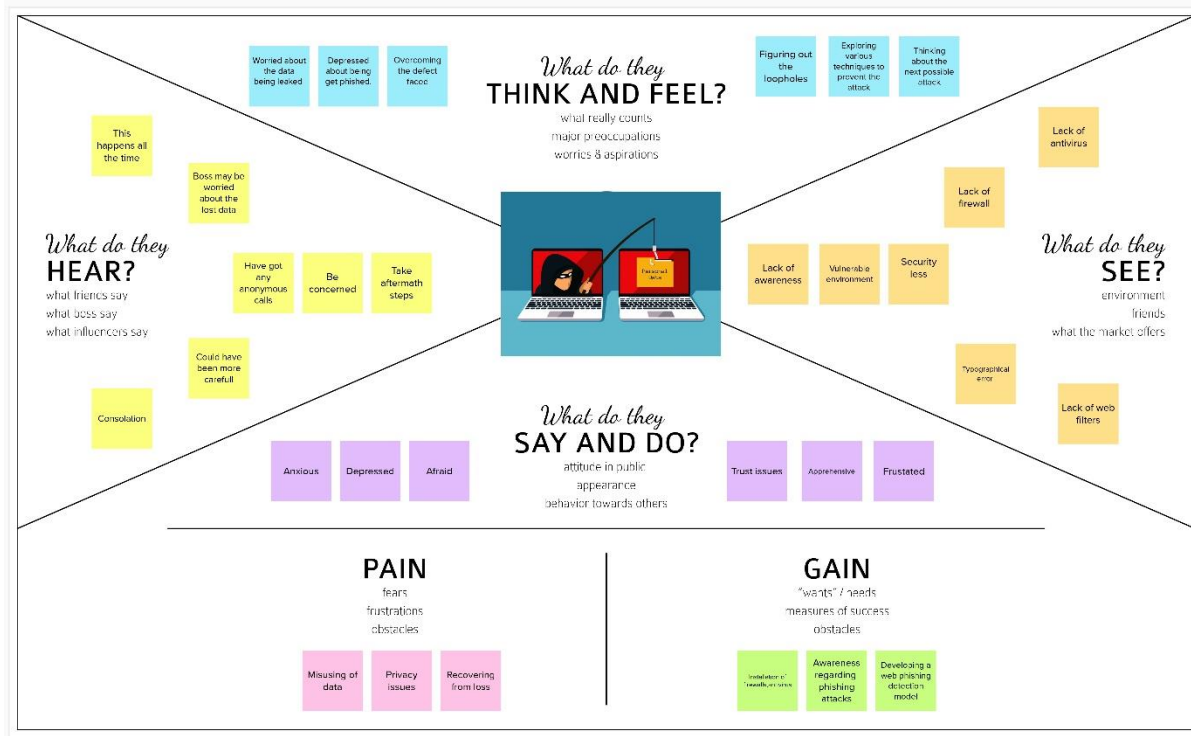 Worried about
the data
being leaked
Depressed
about being
get phished.
Overcoming
the defect
faced
What do they
THINK AND FEEL?
what really counts
major preoccupations
worries & aspirations
Figuring out
the
loopholes
Exploring
various
techniques to
prevent the
attack
Thinking
about the
next possible
attack
This
happens all
the time
Boss may be
worried
about the
lost data
What do they
HEAR?
what friends say
what boss say
what influencers say
Have got
any
anonymous
calls
Be
concerned
Take
aftermath
steps
Could have
been more
carefull
Consolation
Personal
Data
Lack of
antivirus
Lack of
firewall
Lack of
awareness
Vulnerable
environment
Security
less
What do they
SEE?
environment
friends
what the market offers
Typographical
error
Lack of web
filters
What do they
SAY AND DO?
attitude in public
appearance
behavior towards others
Anxious
Depressed
Afraid
Trust issues
Apprehensive
Frustated
PAIN
fears
frustrations
obstacles
Misusing of
data
Privacy
issues
Recovering
from loss
GAIN
"wants" / needs
measures of success
obstacles
Installation of
Awareness
regarding
phishing
attacks
Developing a
web phishing
detection
model